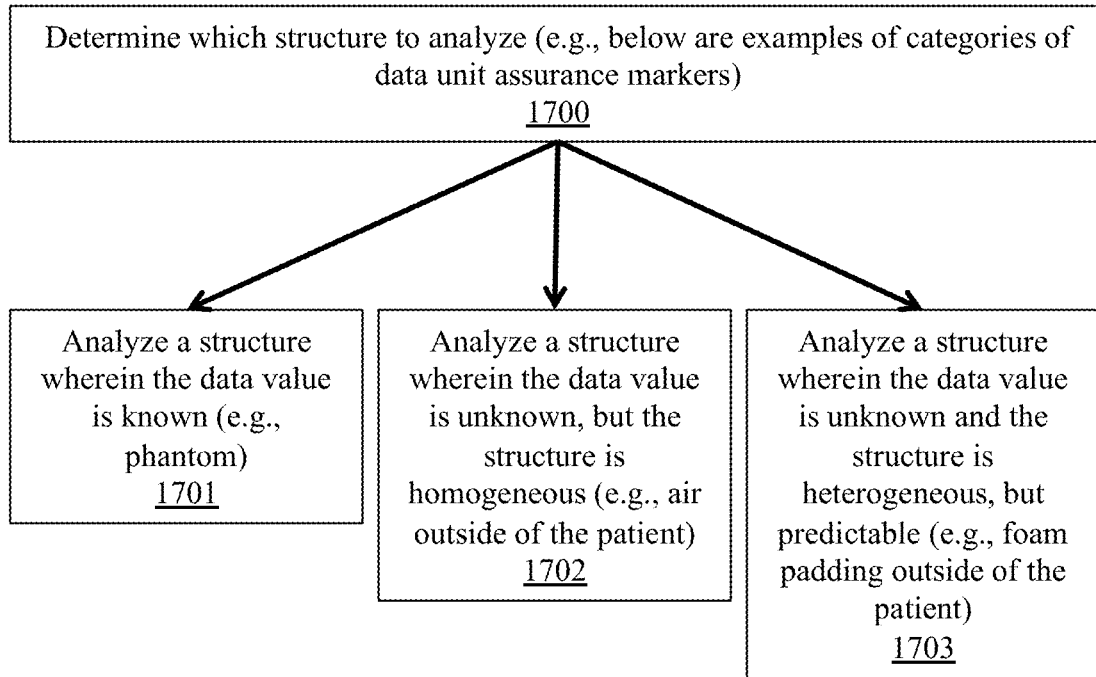 Determine which structure to analyze (e.g., below are examples of categories of
data unit assurance markers)
1700
Analyze a structure
wherein the data value
is known (e.g.,
phantom)
1701
Analyze a structure
wherein the data value
is unknown, but the
structure is
homogeneous (e.g., air
outside of the patient)
1702
Analyze a structure
wherein the data value
is unknown and the
structure is
heterogeneous, but
predictable (e.g., foam
padding outside of the
patient)
1703